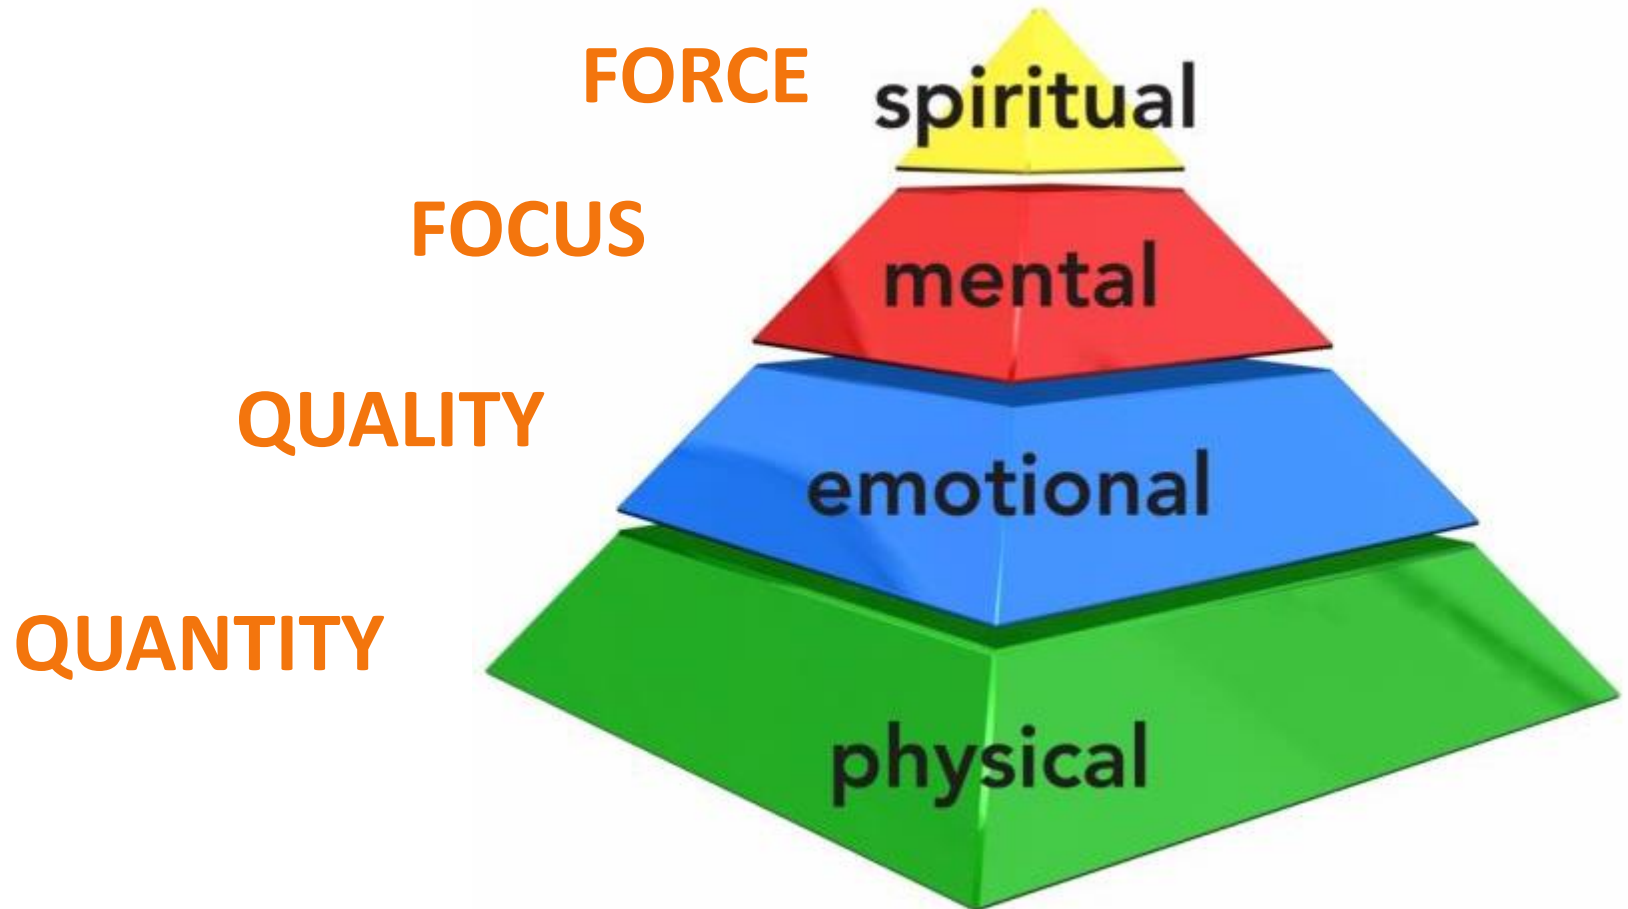 FORCE
spiritual
FOCUS
mental
QUALITY
emotional
QUANTITY
physical